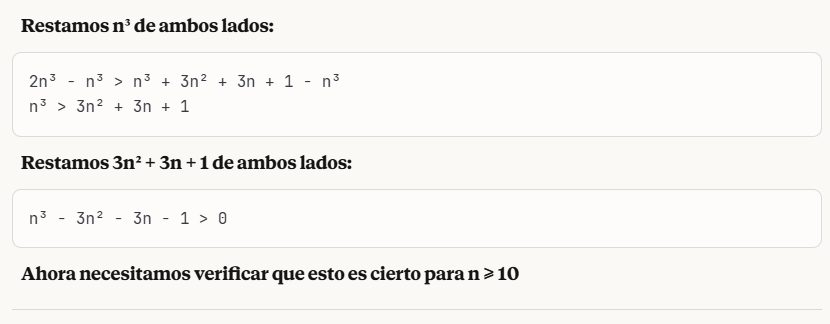 Restamos n³ de ambos lados:
2n³ - n³ > n³ + 3n² + 3n + 1 - n³
n³ > 3n² + 3n + 1
Restamos 3n² + 3n + 1 de ambos lados:
n³ - 3n² - 3n - 1 > 0
Ahora necesitamos verificar que esto es cierto para n ≥ 10